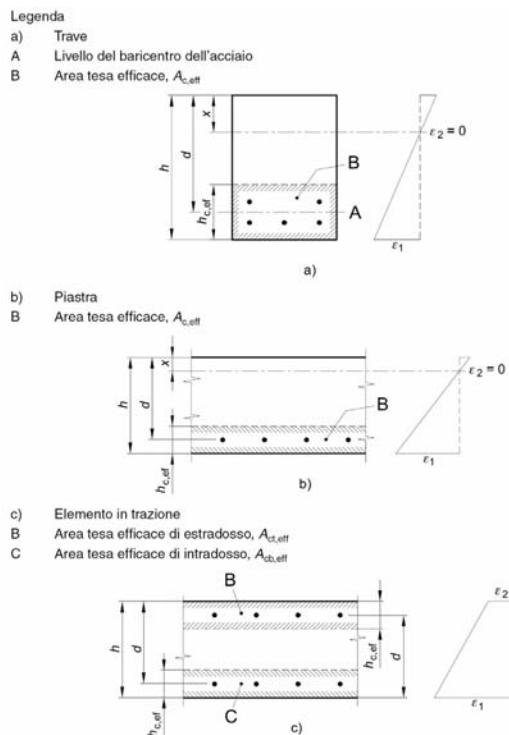 Legenda
a) Trave
A Livello del baricentro dell'acciaio
B Area tesa efficace, Ac,eff
x
h
d
hc,ef
B
A
ε2 = 0
ε1
a)
b) Piastra
B Area tesa efficace, Ac,eff
x
h
d
hc,ef
B
ε2 = 0
ε1
b)
c) Elemento in trazione
B Area tesa efficace di estradosso, Act,eff
C Area tesa efficace di intradosso, Acb,eff
B
h
d
hc,ef
hc,ef
d
C
ε2
ε1
c)